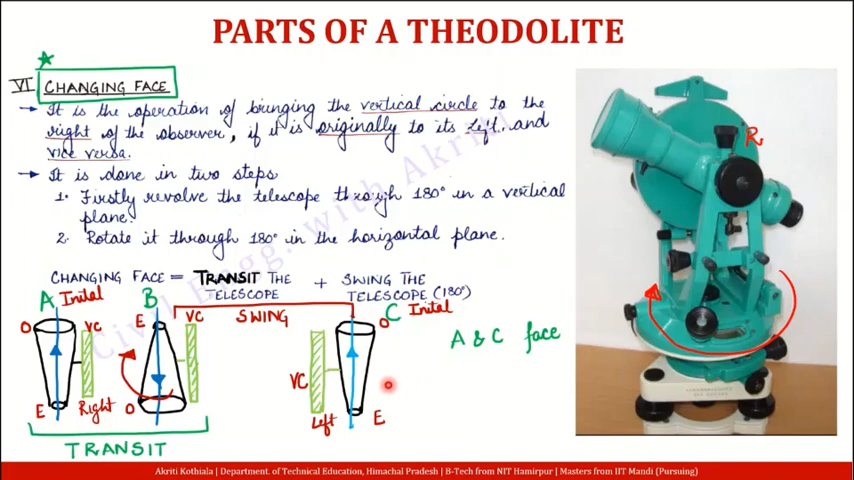 PARTS OF A THEODOLITE
VI CHANGING FACE
→ It is the operation of bringing the vertical circle to the
right of the observer, if it is originally to its left and
vice versa.
→ It is done in two steps.
1. Firstly revolve the telescope through 180° in a vertical
plane.
2. Rotate it through 180° in the horizontal plane.
CHANGING FACE = TRANSIT THE TELESCOPE + SWING THE TELESCOPE (180°)
A Inital
B
SWING
C Inital
O
VC
E
VC
O
A & C face
VC
E
Right
O
Left
E
TRANSIT
R
Civil Engg. with Akriti
Akriti Kothiala | Department of Technical Education, Himachal Pradesh | B-Tech from NIT Hamirpur | Masters from IIT Mandi (Pursuing)